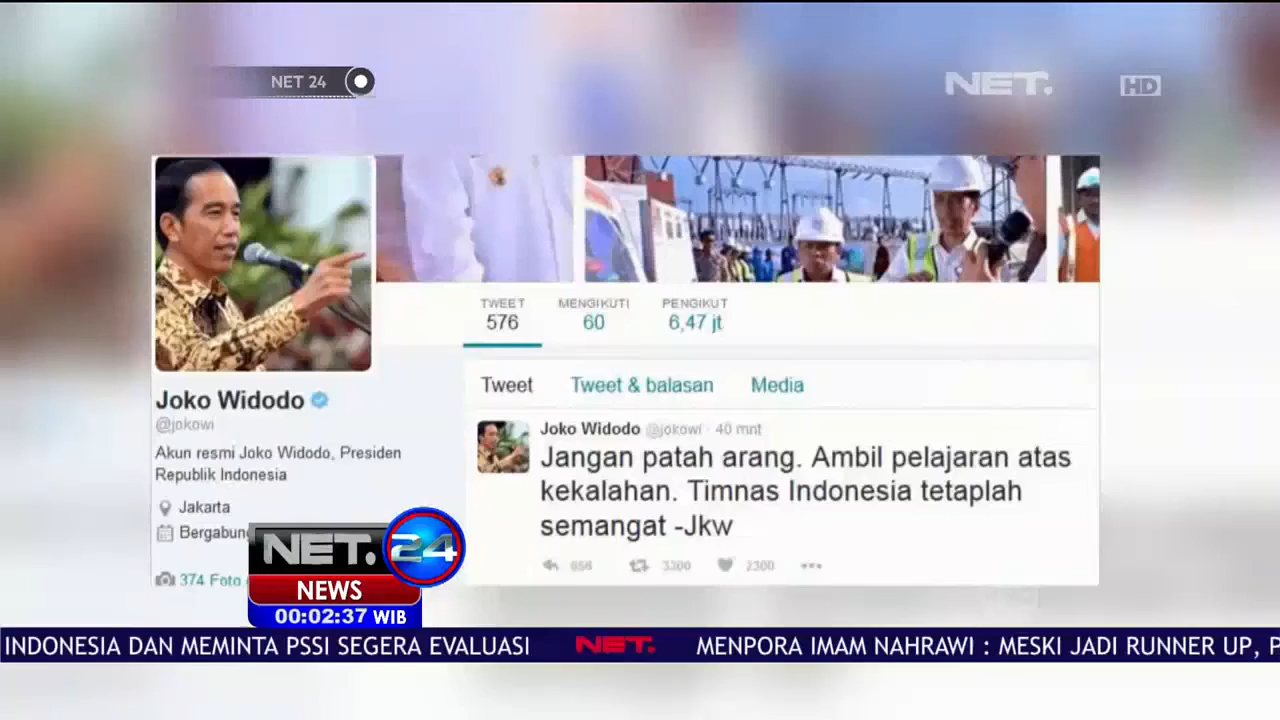 NET 24
NET.
HD
TWEET
576
MENGIKUTI
60
PENGIKUT
6,47 jt
Joko Widodo
@jokowi
Akun resmi Joko Widodo, Presiden
Republik Indonesia
Jakarta
Bergabung
374 Foto
Tweet
Tweet & balasan
Media
Joko Widodo @jokowi · 40 mnt
Jangan patah arang. Ambil pelajaran atas
kekalahan. Timnas Indonesia tetaplah
semangat -Jkw
656 3300 2300
NET. 24
NEWS
00:02:37 WIB
INDONESIA DAN MEMINTA PSSI SEGERA EVALUASI NET. MENPORA IMAM NAHRAWI : MESKI JADI RUNNER UP, P